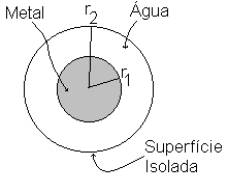 Metal
r2
Água
r1
Superfície
Isolada